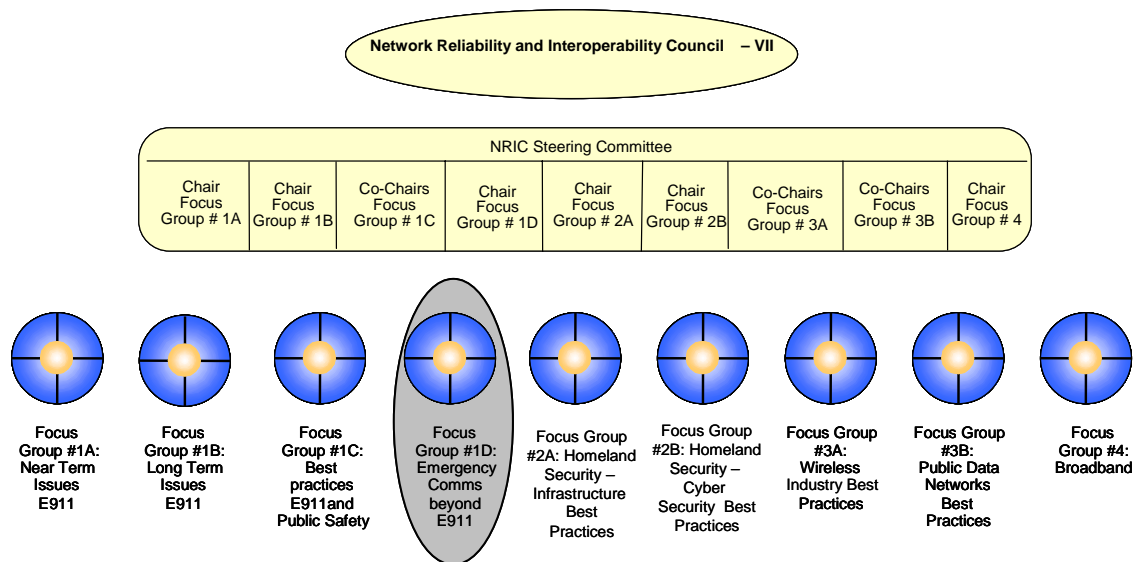 Network Reliability and Interoperability Council – VII
NRIC Steering Committee
Chair
Focus
Group # 1A
Chair
Focus
Group # 1B
Co-Chairs
Focus
Group # 1C
Chair
Focus
Group # 1D
Chair
Focus
Group # 2A
Chair
Focus
Group # 2B
Co-Chairs
Focus
Group # 3A
Co-Chairs
Focus
Group # 3B
Chair
Focus
Group # 4
Focus
Group #1A:
Near Term
Issues
E911
Focus
Group #1B:
Long Term
Issues
E911
Focus
Group #1C:
Best
practices
E911and
Public Safety
Focus
Group #1D:
Emergency
Comms
beyond
E911
Focus Group
#2A: Homeland
Security –
Infrastructure
Best
Practices
Focus Group
#2B: Homeland
Security –
Cyber
Security Best
Practices
Focus Group
#3A:
Wireless
Industry Best
Practices
Focus Group
#3B:
Public Data
Networks
Best
Practices
Focus
Group #4:
Broadband